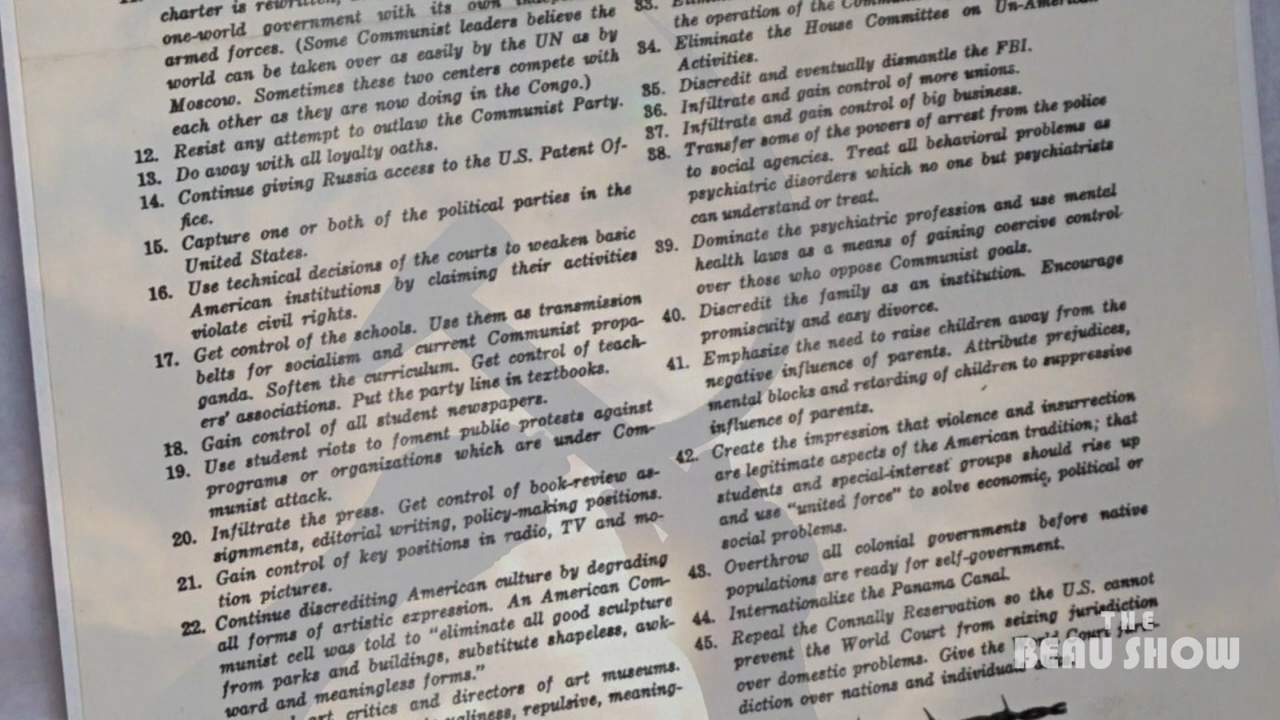 charter is rewritten,
one-world government with its own
armed forces. (Some Communist leaders believe the
world can be taken over as easily by the UN as by
Moscow. Sometimes these two centers compete with
each other as they are now doing in the Congo.)
12. Resist any attempt to outlaw the Communist Party.
13. Do away with all loyalty oaths.
14. Continue giving Russia access to the U.S. Patent Of-
fice.
15. Capture one or both of the political parties in the
United States.
16. Use technical decisions of the courts to weaken basic
American institutions by claiming their activities
violate civil rights.
17. Get control of the schools. Use them as transmission
belts for socialism and current Communist propa-
ganda. Soften the curriculum. Get control of teach-
ers' associations. Put the party line in textbooks.
18. Gain control of all student newspapers.
19. Use student riots to foment public protests against
programs or organizations which are under Com-
munist attack.
20. Infiltrate the press. Get control of book-review as-
signments, editorial writing, policy-making positions.
21. Gain control of key positions in radio, TV and mo-
tion pictures.
22. Continue discrediting American culture by degrading
all forms of artistic expression. An American Com-
munist cell was told to "eliminate all good sculpture
from parks and buildings, substitute shapeless, awk-
ward and meaningless forms."
art critics and directors of art museums.
ugliness, repulsive, meaning-
33.
the operation of the
34. Eliminate the House Committee on Un-American
Activities.
35. Discredit and eventually dismantle the FBI.
36. Infiltrate and gain control of more unions.
37. Infiltrate and gain control of big business.
38. Transfer some of the powers of arrest from the police
to social agencies. Treat all behavioral problems as
psychiatric disorders which no one but psychiatrists
can understand or treat.
39. Dominate the psychiatric profession and use mental
health laws as a means of gaining coercive control
over those who oppose Communist goals.
40. Discredit the family as an institution. Encourage
promiscuity and easy divorce.
41. Emphasize the need to raise children away from the
negative influence of parents. Attribute prejudices,
mental blocks and retarding of children to suppressive
influence of parents.
42. Create the impression that violence and insurrection
are legitimate aspects of the American tradition; that
students and special-interest groups should rise up
and use "united force" to solve economic, political or
social problems.
43. Overthrow all colonial governments before native
populations are ready for self-government.
44. Internationalize the Panama Canal.
45. Repeal the Connally Reservation so the U.S. cannot
prevent the World Court from seizing jurisdiction
over domestic problems. Give the World Court juris-
diction over nations and individuals
THE
BEAU SHOW